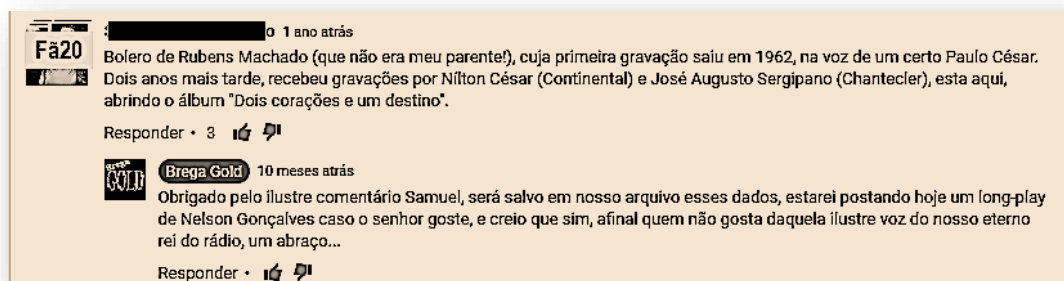 Fã20
o 1 ano atrás
Bolero de Rubens Machado (que não era meu parente!), cuja primeira gravação saiu em 1962, na voz de um certo Paulo César.
Dois anos mais tarde, recebeu gravações por Nílton César (Continental) e José Augusto Sergipano (Chantecler), esta aqui,
abrindo o álbum "Dois corações e um destino".
Responder • 3
brega
GOLD
Brega Gold 10 meses atrás
Obrigado pelo ilustre comentário Samuel, será salvo em nosso arquivo esses dados, estarei postando hoje um long-play
de Nelson Gonçalves caso o senhor goste, e creio que sim, afinal quem não gosta daquela ilustre voz do nosso eterno
rei do rádio, um abraço...
Responder •